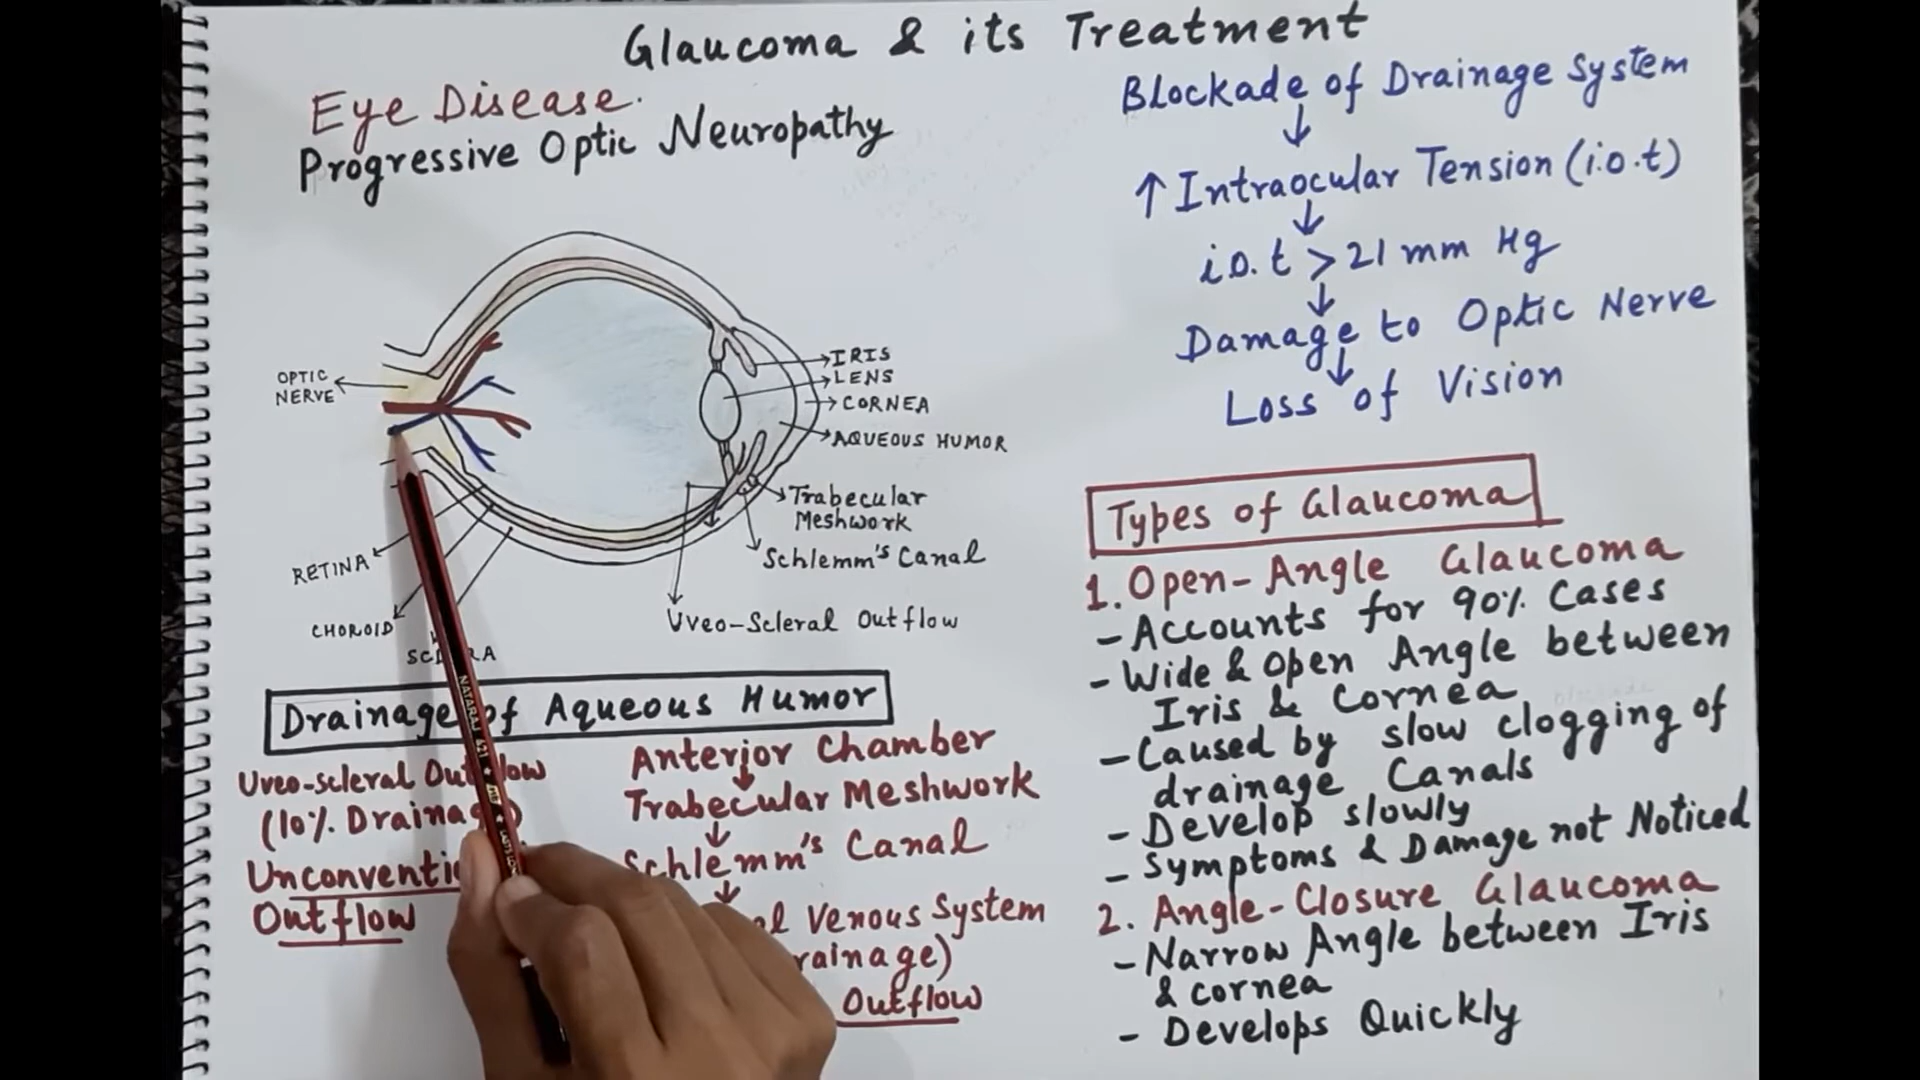 Glaucoma & its Treatment
Eye Disease.
Progressive Optic Neuropathy
OPTIC
NERVE
IRIS
LENS
CORNEA
AQUEOUS HUMOR
Trabecular
Meshwork
Schlemm's Canal
Uveo-Scleral Outflow
RETINA
CHOROID
Drainage of Aqueous Humor
Uveo-scleral
(10%
Outflow
Anterior Chamber
↓
Trabecular Meshwork
↓
Schlemm's Canal
↓
Venous System
Outflow
NATARAJ 621
Blockade of Drainage System
↓
↑ Intraocular Tension (i.o.t)
↓
i.o.t > 21 mm Hg
↓
Damage to Optic Nerve
↓
Loss of Vision
Types of Glaucoma
1. Open-Angle Glaucoma
- Accounts for 90% Cases
- Wide & Open Angle between
Iris & Cornea
- Caused by slow clogging of
drainage Canals
- Develop slowly
- Symptoms & Damage not Noticed
2. Angle-Closure Glaucoma
- Narrow Angle between Iris
& cornea
- Develops Quickly